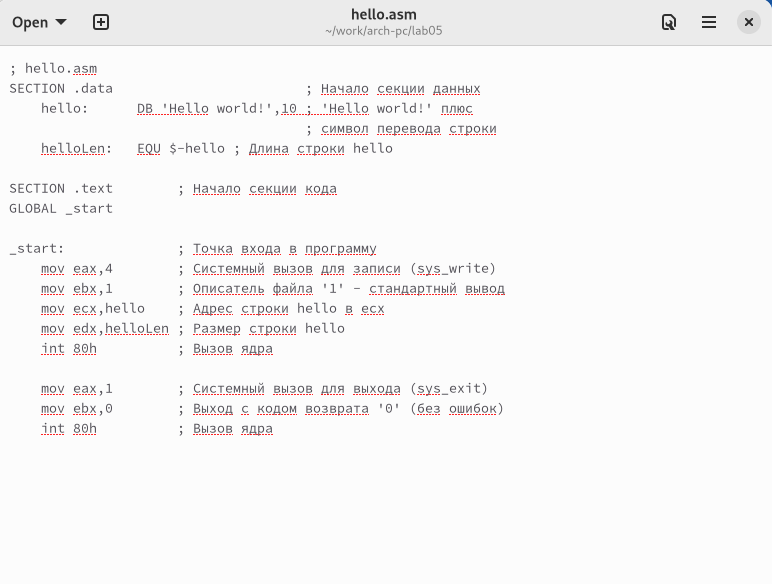 Open
hello.asm
~/work/arch-pc/lab05
; hello.asm
SECTION .data                        ; Начало секции данных
    hello:      DB 'Hello world!',10 ; 'Hello world!' плюс
                                     ; символ перевода строки
    helloLen:   EQU $-hello ; Длина строки hello
SECTION .text        ; Начало секции кода
GLOBAL _start
_start:              ; Точка входа в программу
    mov eax,4        ; Системный вызов для записи (sys_write)
    mov ebx,1        ; Описатель файла '1' - стандартный вывод
    mov ecx,hello    ; Адрес строки hello в ecx
    mov edx,helloLen ; Размер строки hello
    int 80h          ; Вызов ядра
    mov eax,1        ; Системный вызов для выхода (sys_exit)
    mov ebx,0        ; Выход с кодом возврата '0' (без ошибок)
    int 80h          ; Вызов ядра